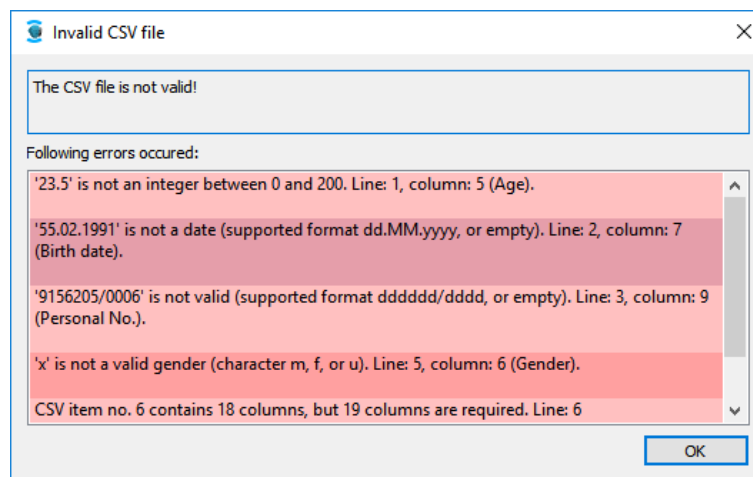 Invalid CSV file
The CSV file is not valid!
Following errors occured:
'23.5' is not an integer between 0 and 200. Line: 1, column: 5 (Age).
'55.02.1991' is not a date (supported format dd.MM.yyyy, or empty). Line: 2, column: 7
(Birth date).
'9156205/0006' is not valid (supported format dddddd/dddd, or empty). Line: 3, column: 9
(Personal No.).
'x' is not a valid gender (character m, f, or u). Line: 5, column: 6 (Gender).
CSV item no. 6 contains 18 columns, but 19 columns are required. Line: 6
OK